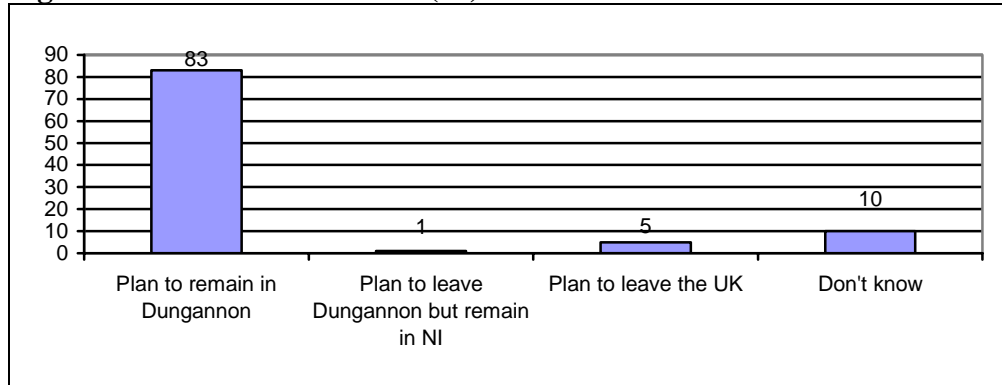 90
80
70
60
50
40
30
20
10
0
83
1
5
10
Plan to remain in
Dungannon
Plan to leave
Dungannon but remain
in NI
Plan to leave the UK
Don't know